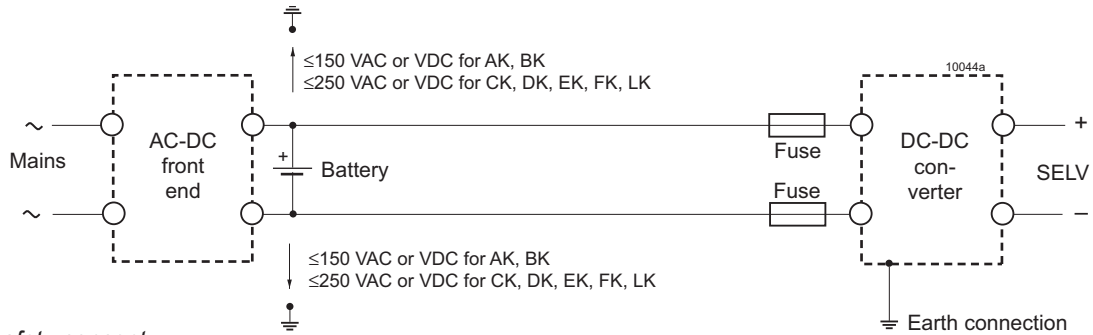 ≤150 VAC or VDC for AK, BK
≤250 VAC or VDC for CK, DK, EK, FK, LK
10044a
~
Mains
~
AC-DC
front
end
+
Battery
Fuse
Fuse
DC-DC
con-
verter
+
SELV
–
≤150 VAC or VDC for AK, BK
≤250 VAC or VDC for CK, DK, EK, FK, LK
Earth connection